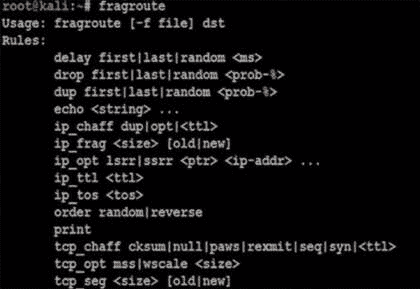 root@kali:~# fragroute
Usage: fragroute [-f file] dst
Rules:
delay first|last|random <ms>
drop first|last|random <prob-%>
dup first|last|random <prob-%>
echo <string> ...
ip_chaff dup|opt|<ttl>
ip_frag <size> [old|new]
ip_opt lsrr|ssrr <ptr> <ip-addr> ...
ip_ttl <ttl>
ip_tos <tos>
order random|reverse
print
tcp_chaff cksum|null|paws|rexmit|seq|syn|<ttl>
tcp_opt mss|wscale <size>
tcp_seg <size> [old|new]